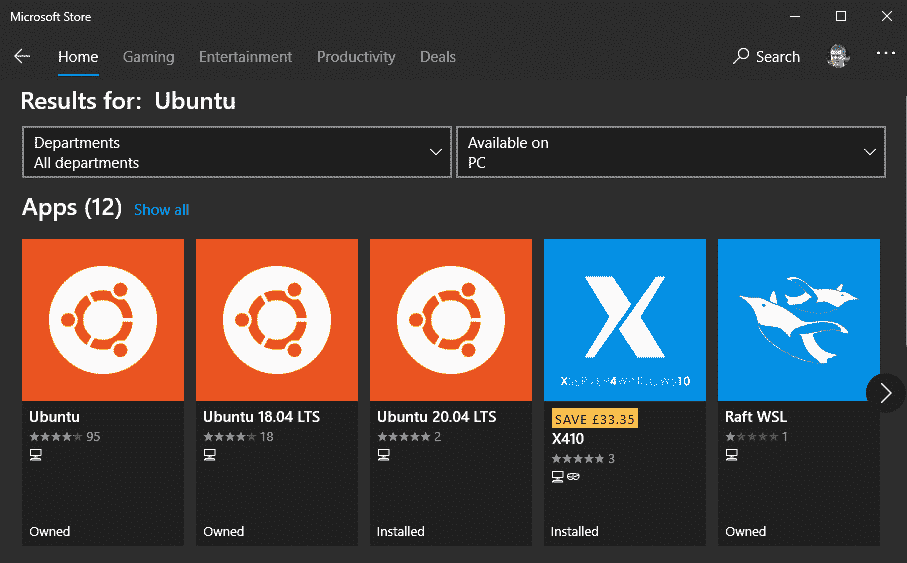 Microsoft Store
Home Gaming Entertainment Productivity Deals Search
Results for: Ubuntu
Departments
All departments
Available on
PC
Apps (12) Show all
Ubuntu
95
Owned
Ubuntu 18.04 LTS
18
Owned
Ubuntu 20.04 LTS
2
Installed
SAVE £33.35
X410
3
Installed
Raft WSL
1
Owned